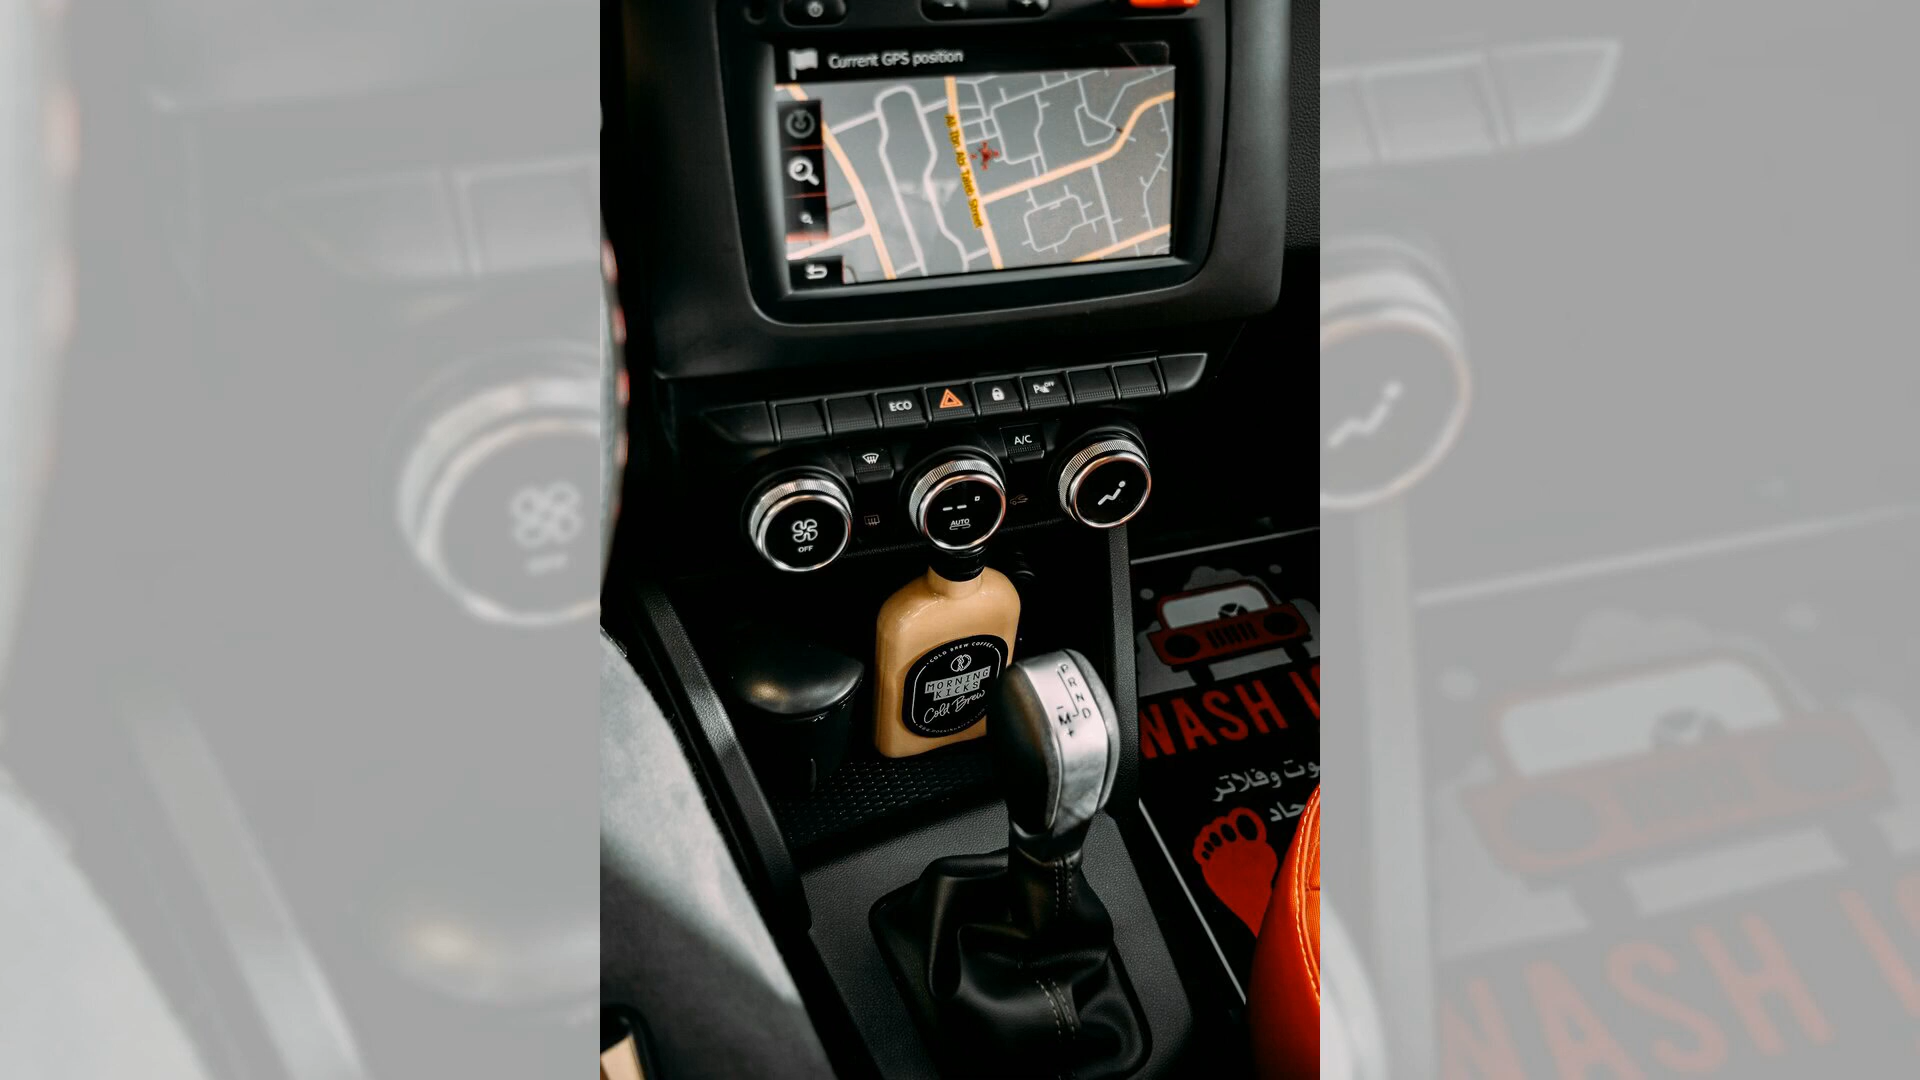 Current GPS position
Ali Ibn Abi Taleb Street
ECO
A/C
OFF
AUTO
COLD BREW COFFEE
MORNING
KICKS
Cold Brew
P
R
N
D
M
+
WASH
وفلاتر